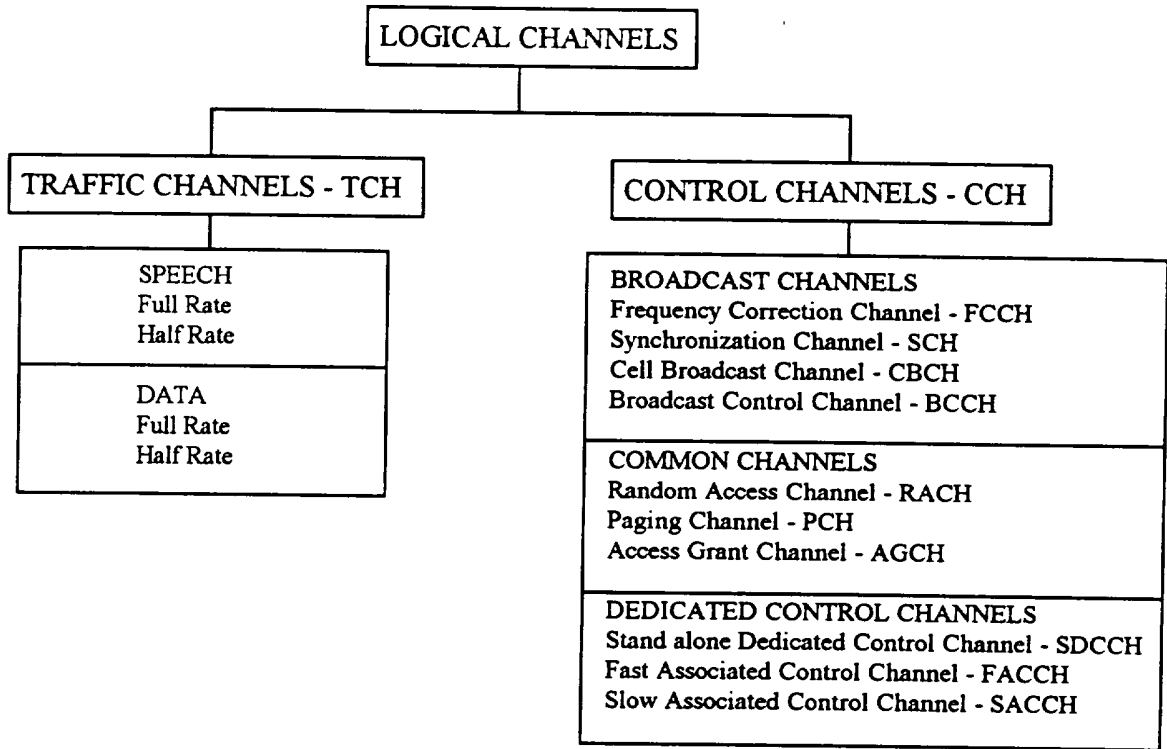 LOGICAL CHANNELS
TRAFFIC CHANNELS - TCH
SPEECH
Full Rate
Half Rate
DATA
Full Rate
Half Rate
CONTROL CHANNELS - CCH
BROADCAST CHANNELS
Frequency Correction Channel - FCCH
Synchronization Channel - SCH
Cell Broadcast Channel - CBCH
Broadcast Control Channel - BCCH
COMMON CHANNELS
Random Access Channel - RACH
Paging Channel - PCH
Access Grant Channel - AGCH
DEDICATED CONTROL CHANNELS
Stand alone Dedicated Control Channel - SDCCH
Fast Associated Control Channel - FACCH
Slow Associated Control Channel - SACCH